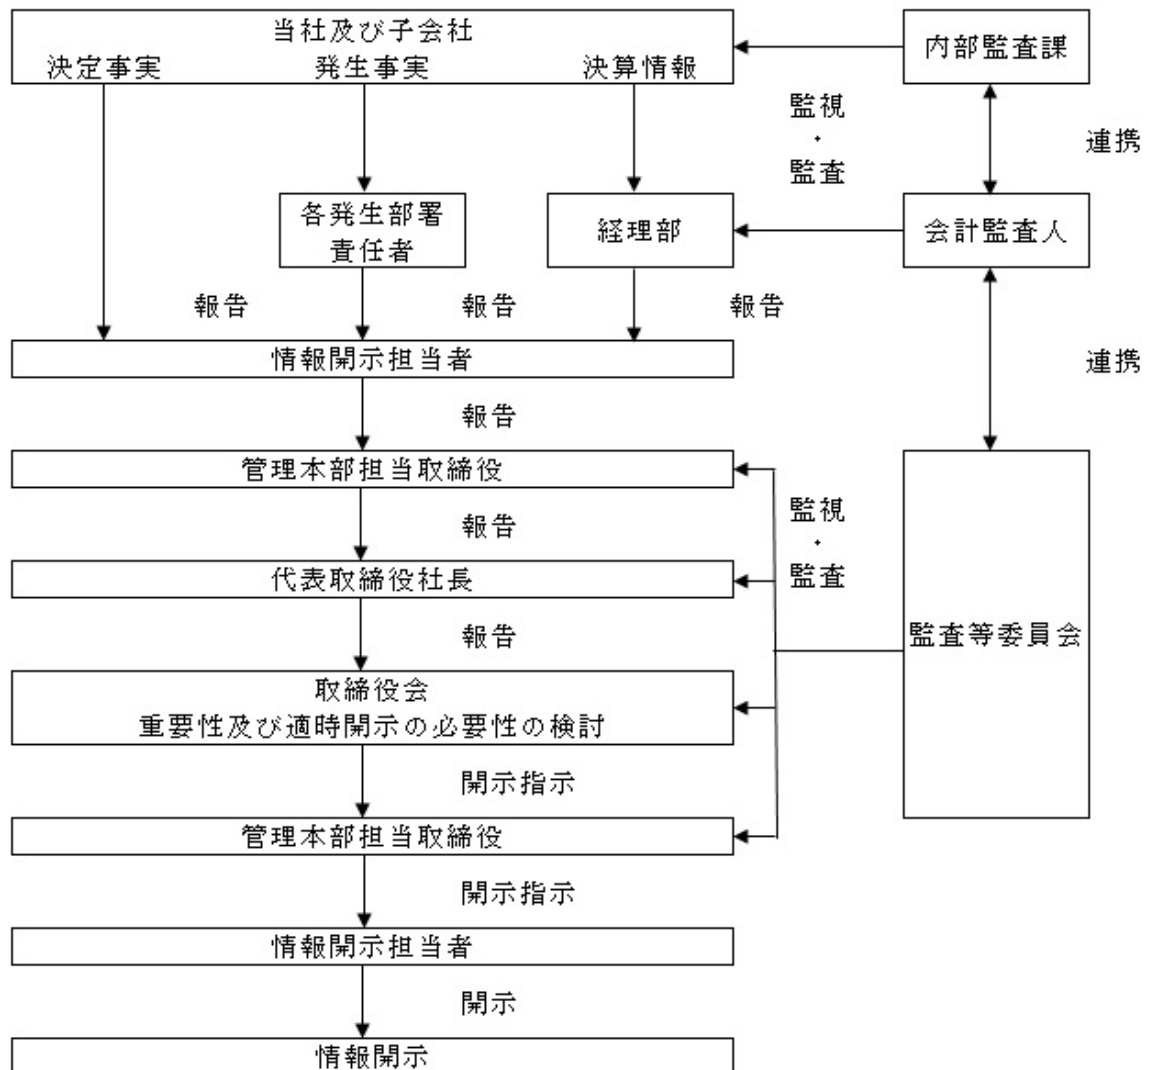 当社及び子会社
決定事実
発生事実
決算情報
内部監査課
監視
・
監査
連携
各発生部署
責任者
経理部
会計監査人
報告
報告
報告
情報開示担当者
連携
報告
管理本部担当取締役
監視
・
監査
報告
代表取締役社長
報告
監査等委員会
取締役会
重要性及び適時開示の必要性の検討
開示指示
管理本部担当取締役
開示指示
情報開示担当者
開示
情報開示